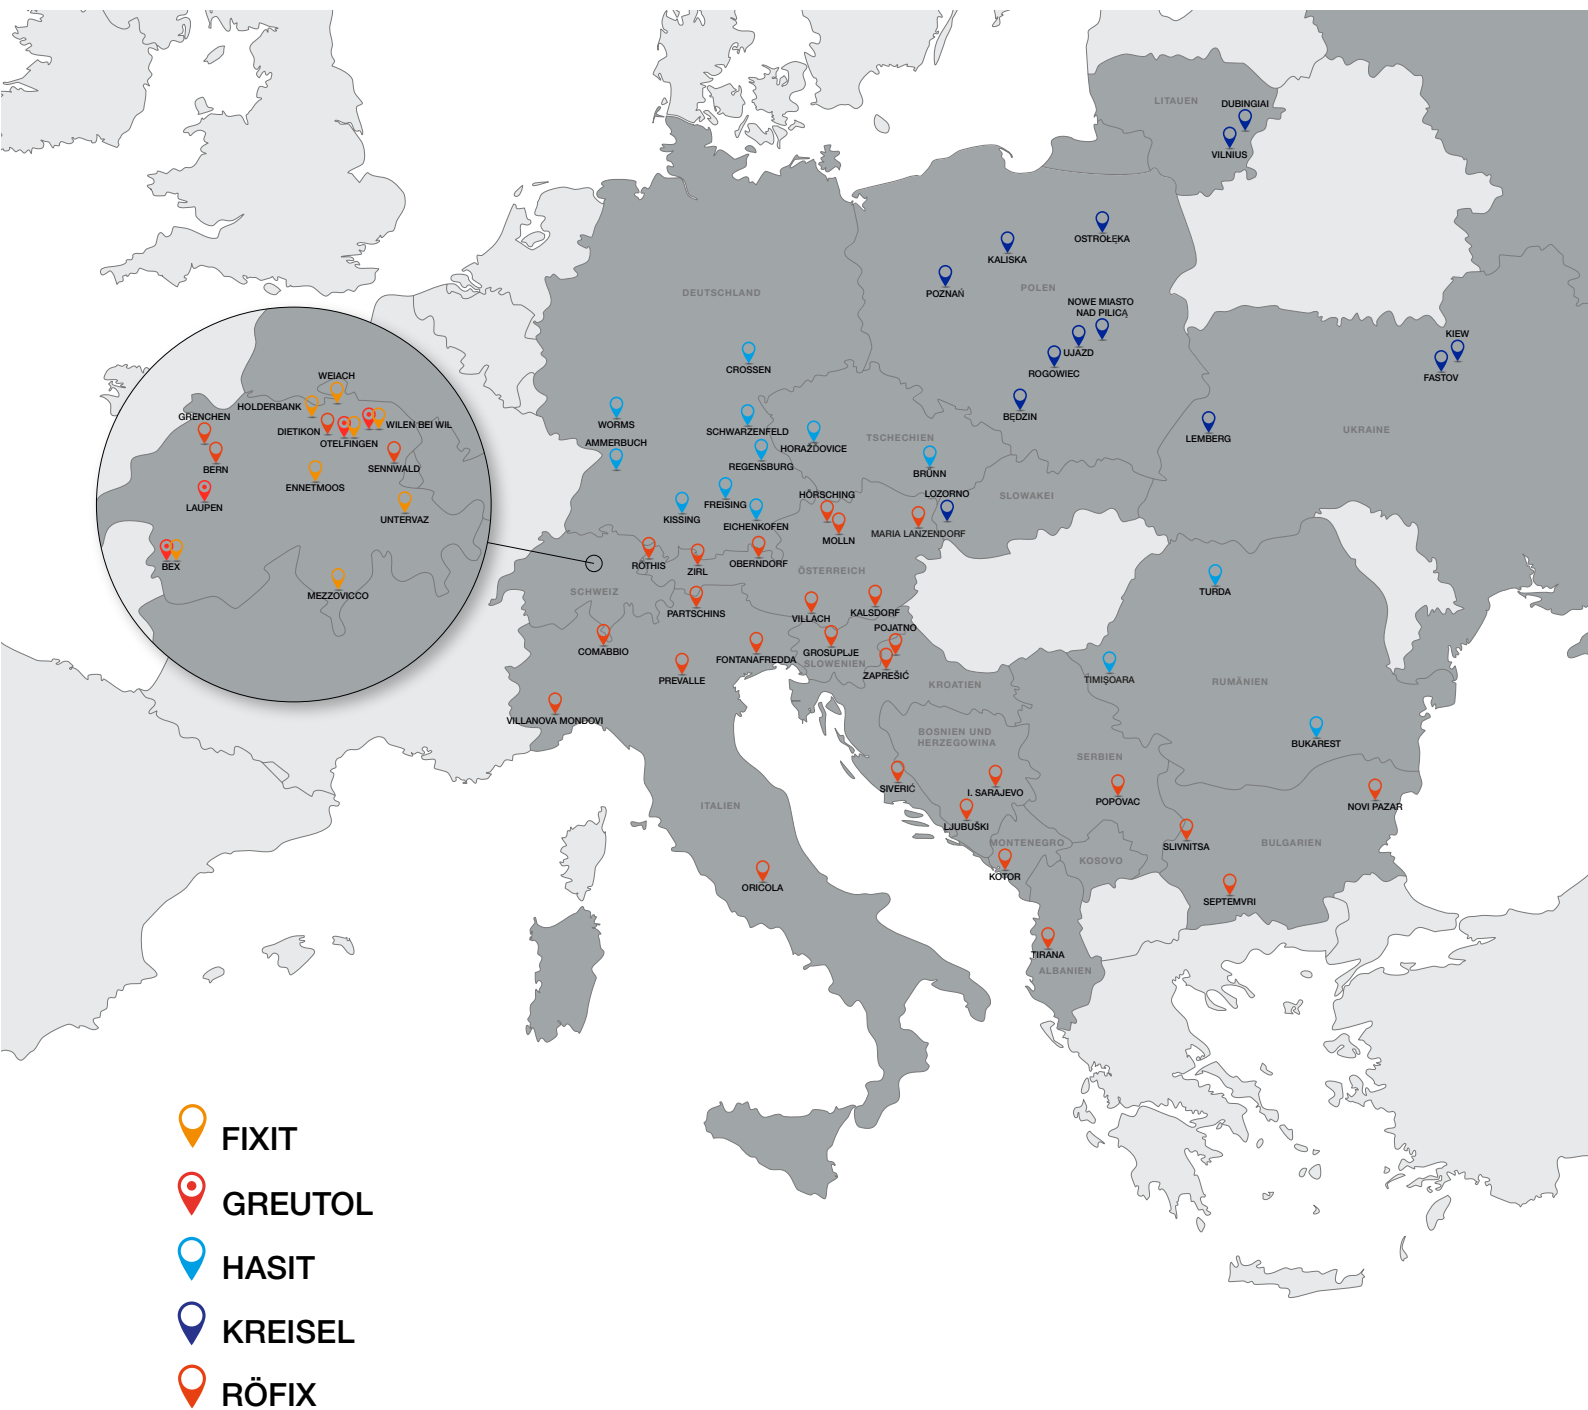 LITAUEN
DUBINGIAI
VILNIUS
OSTROŁĘKA
KALISKA
POZNAŃ
POLEN
DEUTSCHLAND
NOWE MIASTO
NAD PILICĄ
UJAZD
ROGOWIEC
KIEW
FASTOV
CROSSEN
BĘDZIN
LEMBERG
UKRAINE
WEIACH
HOLDERBANK
GRENCHEN
DIETIKON
OTELFINGEN
WILEN BEI WIL
BERN
SENNWALD
ENNETMOOS
LAUPEN
UNTERVAZ
BEX
MEZZOVICCO
WORMS
AMMERBUCH
SCHWARZENFELD
HORAŽDOVICE
TSCHECHIEN
REGENSBURG
BRÜNN
SLOWAKEI
HÖRSCHING
LOZORNO
FREISING
KISSING
EICHENKOFEN
MOLLN
MARIA LANZENDORF
RÖTHIS
ZIRL
OBERNDORF
ÖSTERREICH
SCHWEIZ
TURDA
PARTSCHINS
VILLACH
KALSDORF
POJATNO
COMABBIO
FONTANAFREDDA
GROSUPLJE
SLOWENIEN
ZAPREŠIĆ
PREVALLE
KROATIEN
TIMIŞOARA
RUMÄNIEN
VILLANOVA MONDOVI
BOSNIEN UND
HERZEGOWINA
BUKAREST
SERBIEN
SIVERIĆ
I. SARAJEVO
POPOVAC
NOVI PAZAR
ITALIEN
LJUBUŠKI
MONTENEGRO
SLIVNITSA
BULGARIEN
KOSOVO
KOTOR
ORICOLA
SEPTEMVRI
TIRANA
ALBANIEN
FIXIT
GREUTOL
HASIT
KREISEL
RÖFIX